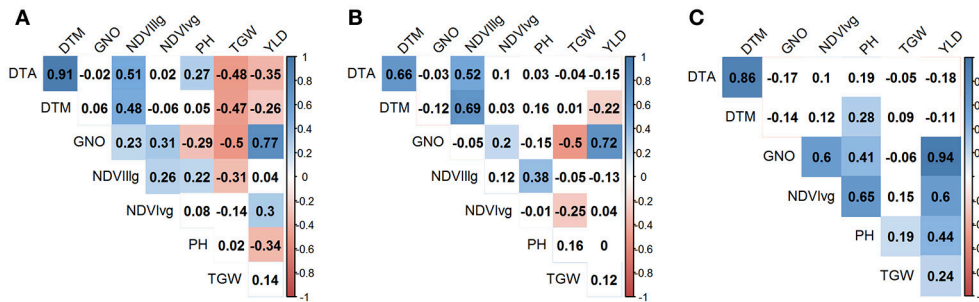 A
DTM GNO NDVIllg NDVIvg PH TGW YLD
DTA 0.91 -0.02 0.51 0.02 0.27 -0.48 -0.35
DTM 0.06 0.48 -0.06 0.05 -0.47 -0.26
GNO 0.23 0.31 -0.29 -0.5 0.77
NDVIllg 0.26 0.22 -0.31 0.04
NDVIvg 0.08 -0.14 0.3
PH 0.02 -0.34
TGW 0.14
1
0.8
0.6
0.4
0.2
0
-0.2
-0.4
-0.6
-0.8
-1
B
DTM GNO NDVIllg NDVIvg PH TGW YLD
DTA 0.66 -0.03 0.52 0.1 0.03 -0.04 -0.15
DTM -0.12 0.69 0.03 0.16 0.01 -0.22
GNO -0.05 0.2 -0.15 -0.5 0.72
NDVIllg 0.12 0.38 -0.05 -0.13
NDVIvg -0.01 -0.25 0.04
PH 0.16 0
TGW 0.12
1
0.8
0.6
0.4
0.2
0
-0.2
-0.4
-0.6
-0.8
-1
C
DTM GNO NDVIvg PH TGW YLD
DTA 0.86 -0.17 0.1 0.19 -0.05 -0.18
DTM -0.14 0.12 0.28 0.09 -0.11
GNO 0.6 0.41 -0.06 0.94
NDVIvg 0.65 0.15 0.6
PH 0.19 0.44
TGW 0.24